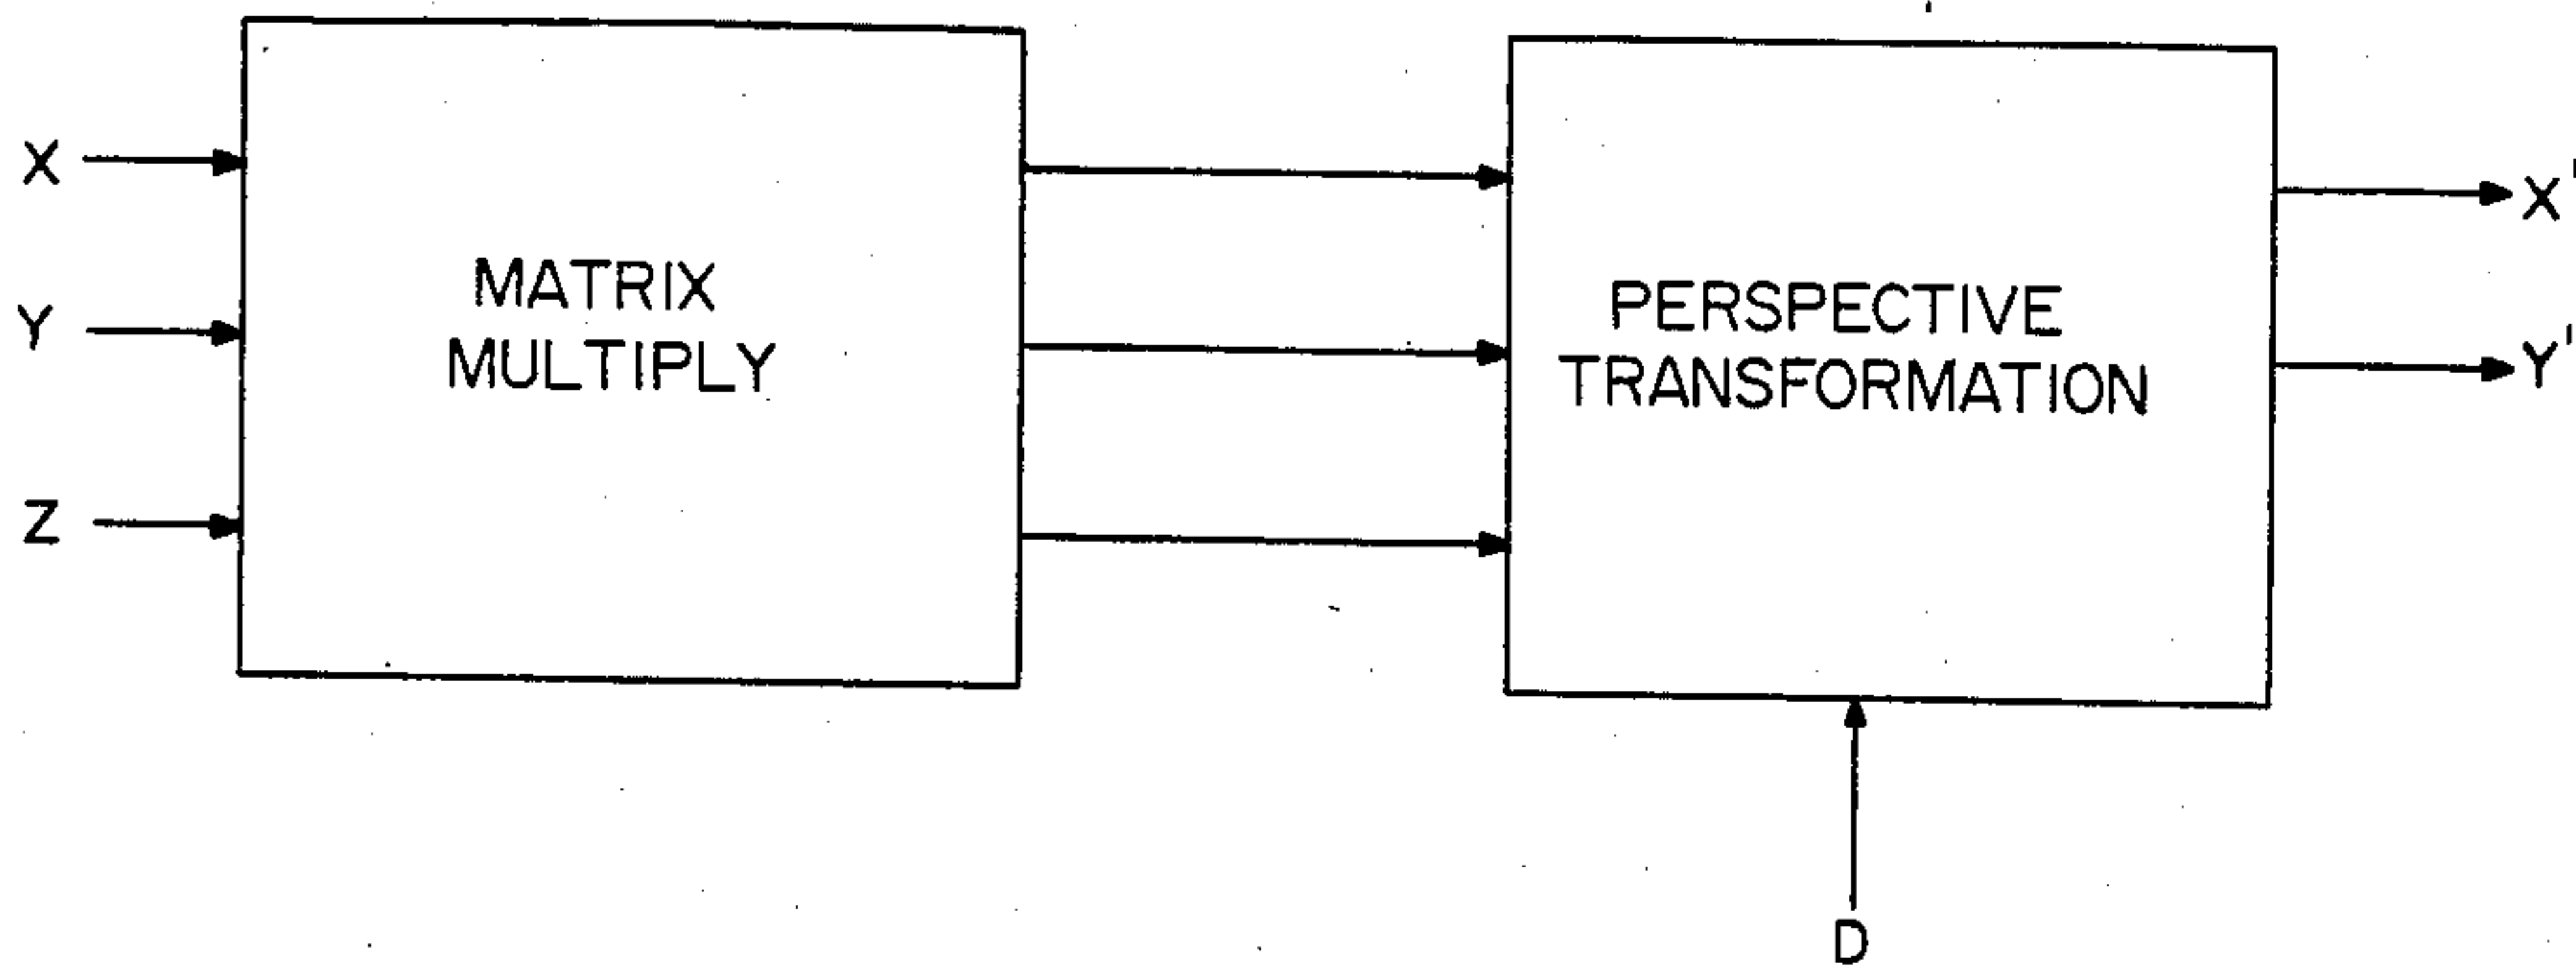 X
Y
Z
MATRIX
MULTIPLY
PERSPECTIVE
TRANSFORMATION
X'
Y'
D